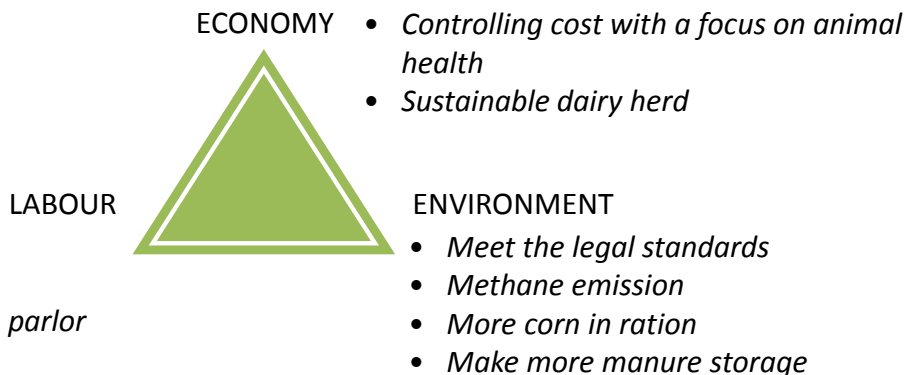 ECONOMY
• Controlling cost with a focus on animal
health
• Sustainable dairy herd
LABOUR
parlor
ENVIRONMENT
• Meet the legal standards
• Methane emission
• More corn in ration
• Make more manure storage